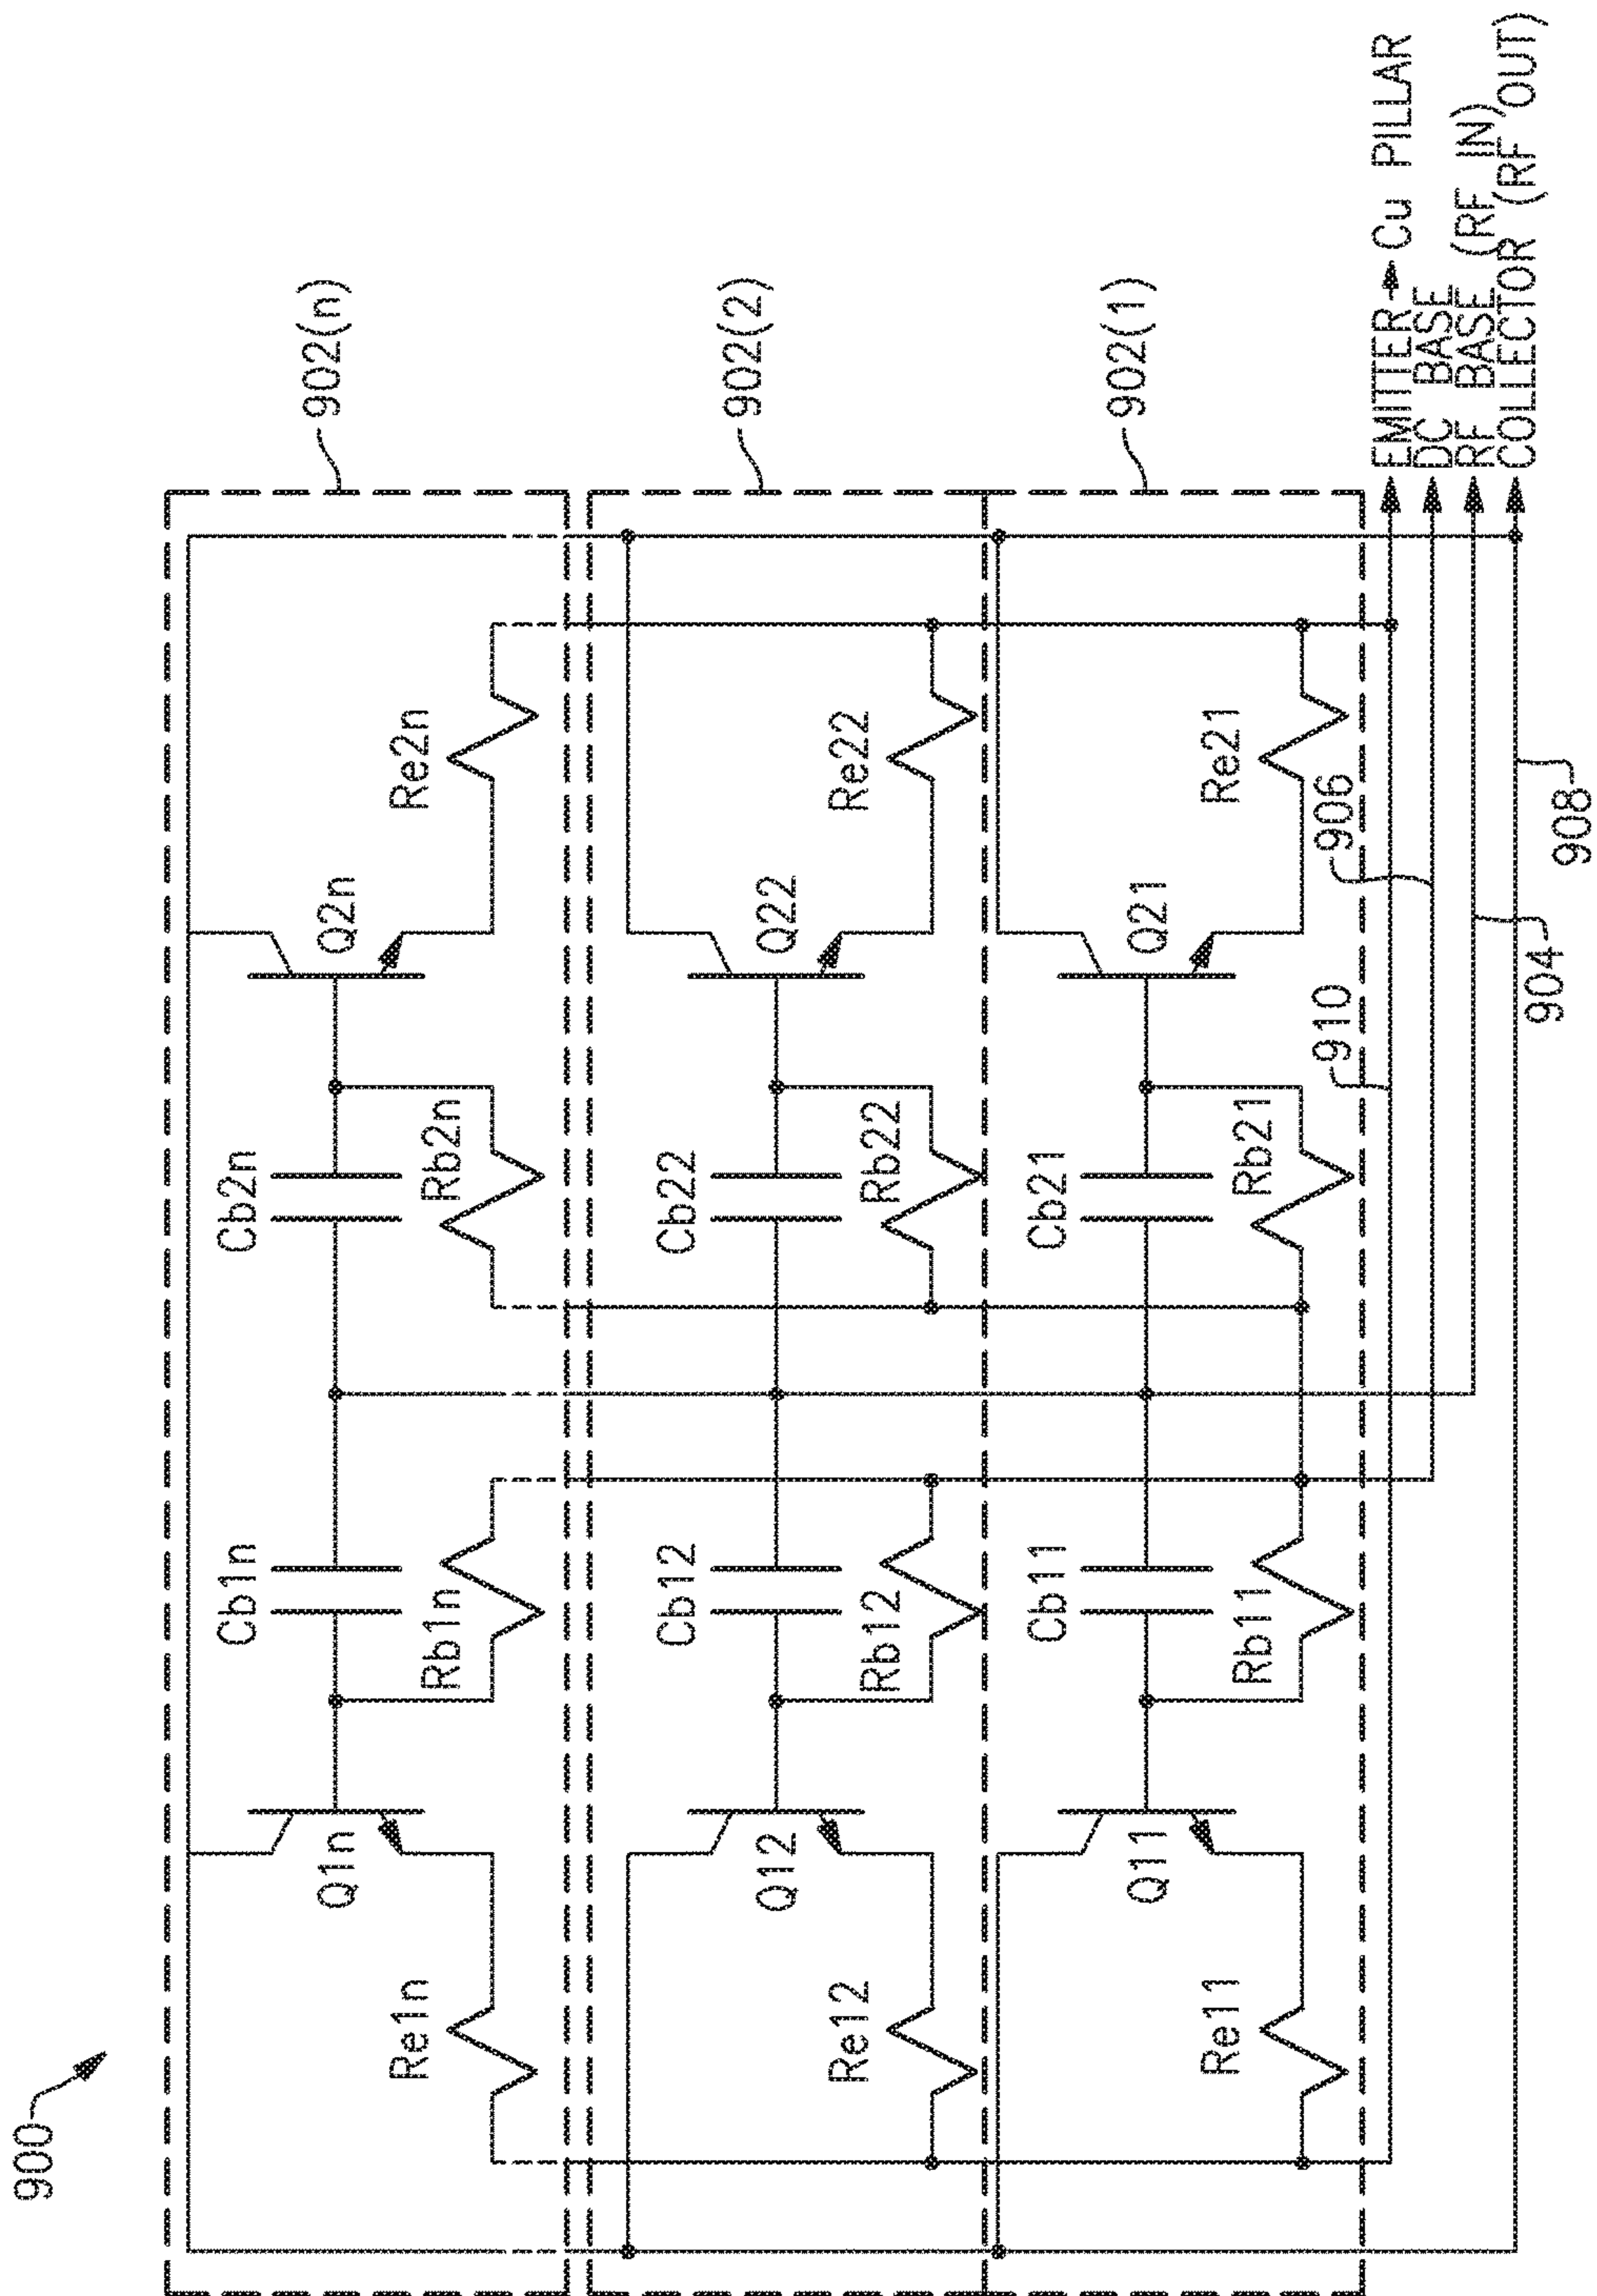 900
902(n)
902(2)
902(1)
Cb1n
Cb2n
Q1n
Q2n
Re1n
Rb1n
Rb2n
Re2n
Cb12
Cb22
Q12
Q22
Re12
Rb12
Rb22
Re22
Cb11
Cb21
Q11
Q21
Re11
Rb11
Rb21
Re21
910
906
EMITTER → Cu PILLAR
DC BASE
RF BASE (RF IN)
COLLECTOR (RF OUT)
904
908